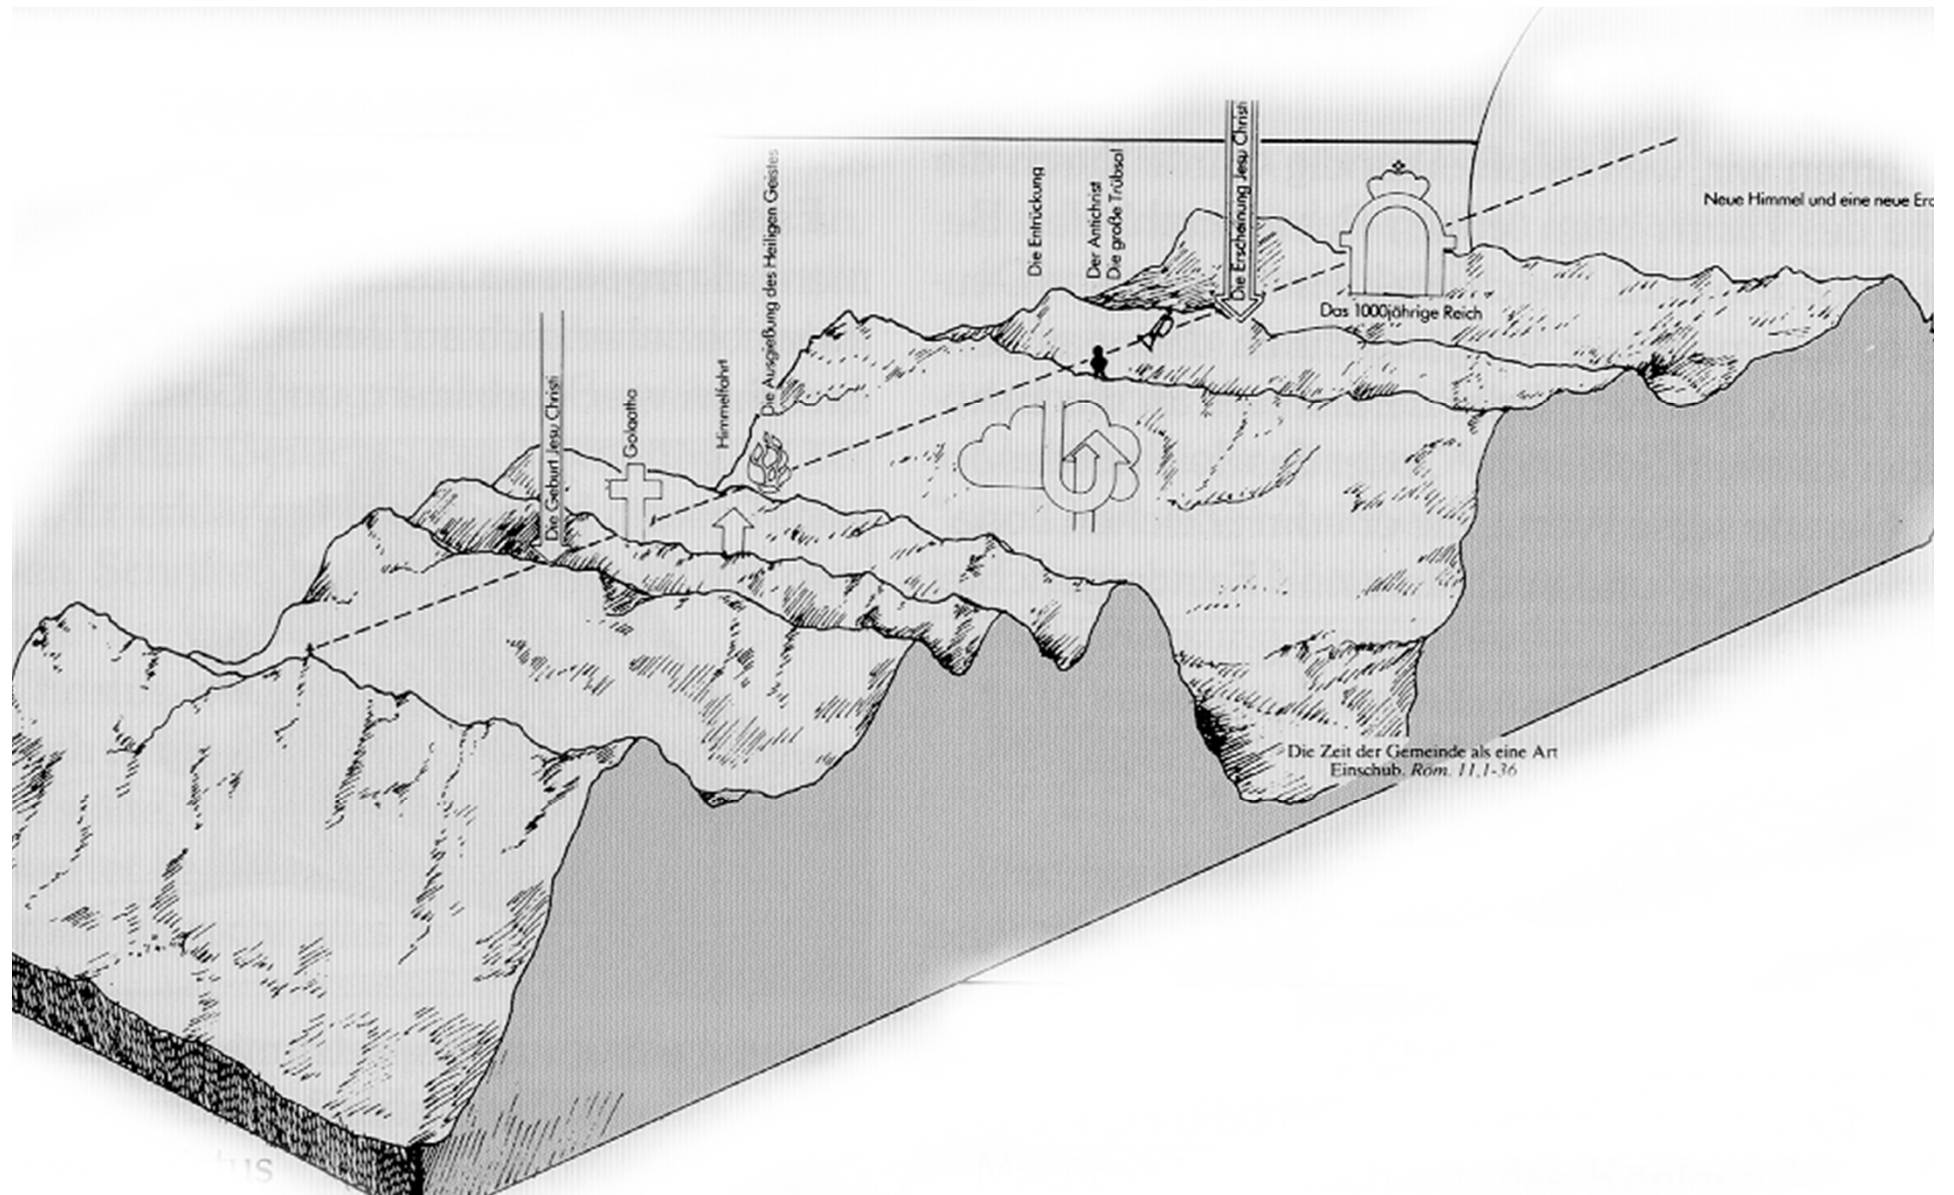 Die Geburt Jesu Christi
Golgatha
Himmelfahrt
Die Ausgießung des Heiligen Geistes
Die Entrückung
Der Antichrist
Die große Trübsal
Die Erscheinung Jesu Christi
Das 1000jährige Reich
Neue Himmel und eine neue Erd
Die Zeit der Gemeinde als eine Art
Einschub. Röm. 11,1-36
tus